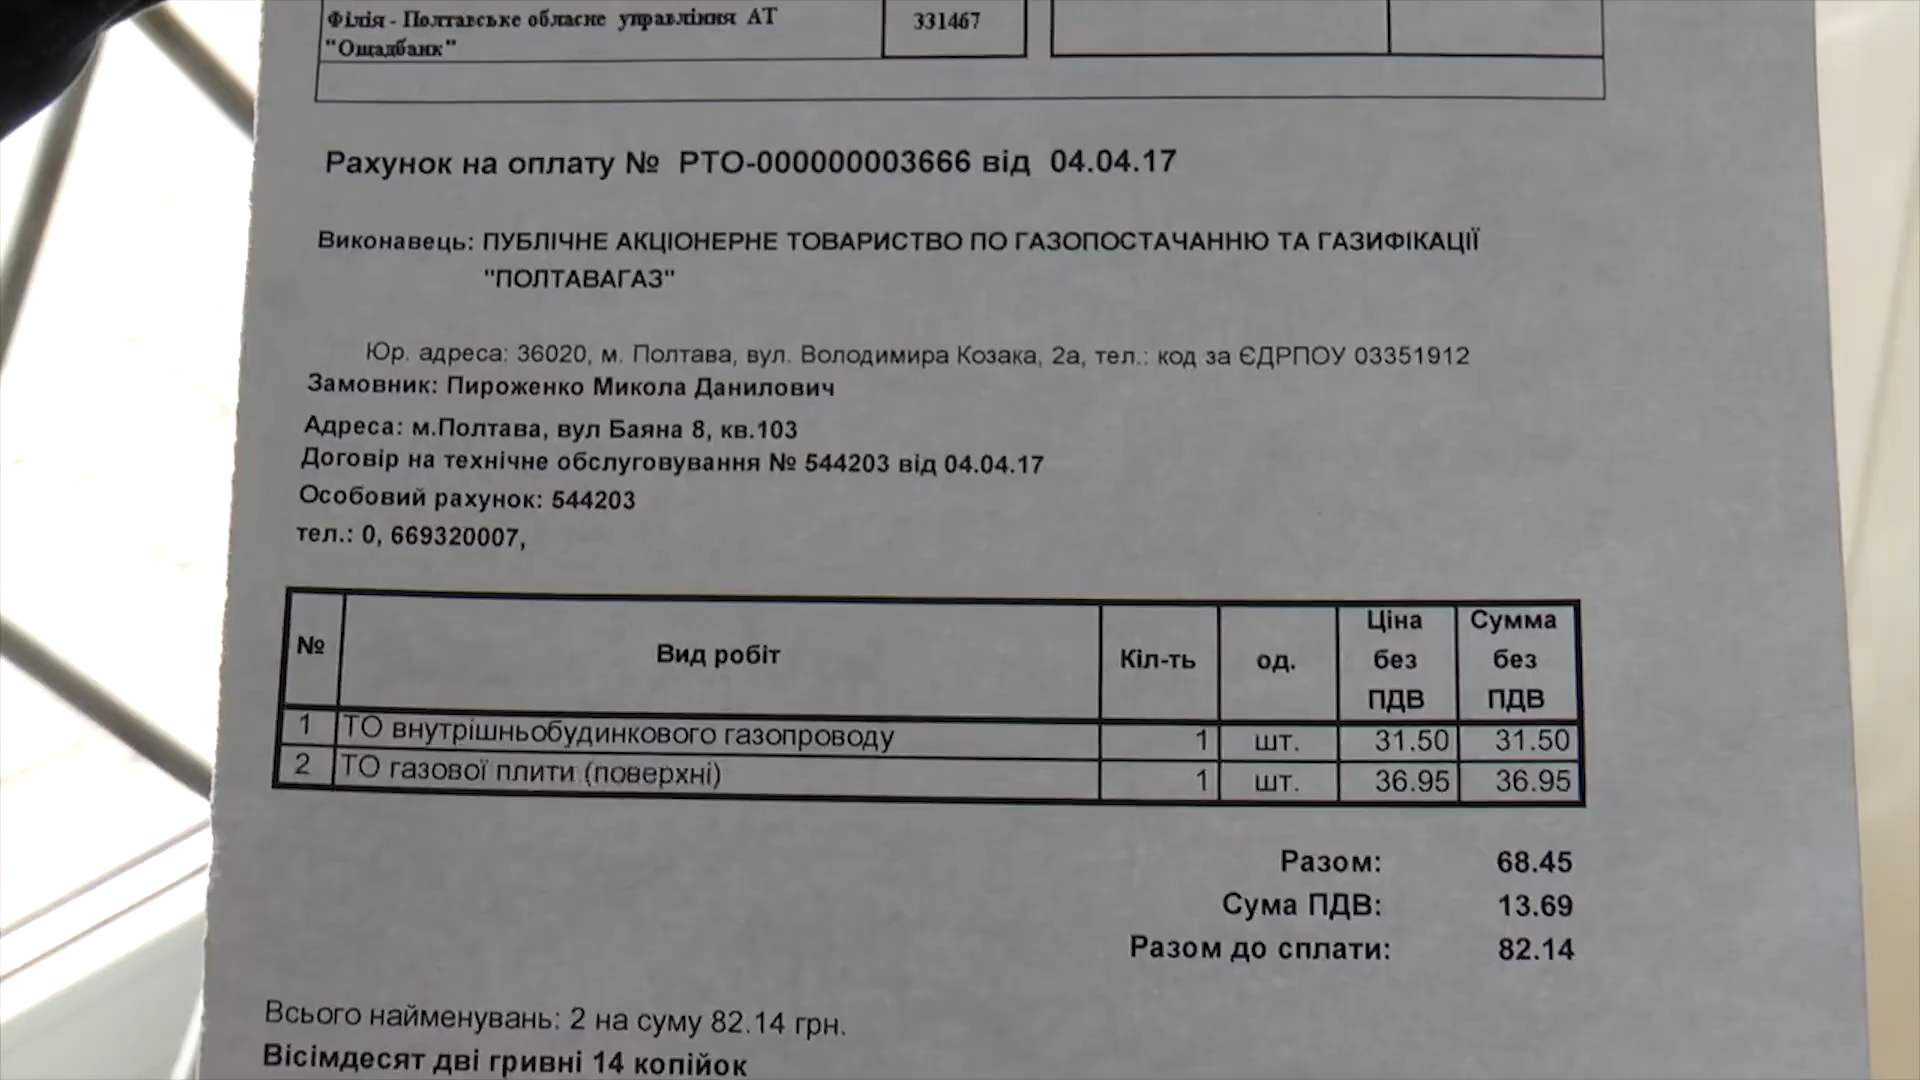 Філія - Полтавське обласне управління АТ 331467
"Ощадбанк"
Рахунок на оплату № РТО-000000003666 від 04.04.17
Виконавець: ПУБЛІЧНЕ АКЦІОНЕРНЕ ТОВАРИСТВО ПО ГАЗОПОСТАЧАННЮ ТА ГАЗИФІКАЦІЇ
"ПОЛТАВАГАЗ"
Юр. адреса: 36020, м. Полтава, вул. Володимира Козака, 2а, тел.: код за ЄДРПОУ 03351912
Замовник: Пироженко Микола Данилович
Адреса: м.Полтава, вул Баяна 8, кв.103
Договір на технічне обслуговування № 544203 від 04.04.17
Особовий рахунок: 544203
тел.: 0, 669320007,
№ Вид робіт Кіл-ть од. Ціна без ПДВ Сумма без ПДВ
1 ТО внутрішньобудинкового газопроводу 1 шт. 31.50 31.50
2 ТО газової плити (поверхні) 1 шт. 36.95 36.95
Разом: 68.45
Сума ПДВ: 13.69
Разом до сплати: 82.14
Всього найменувань: 2 на суму 82.14 грн.
Вісімдесят дві гривні 14 копійок